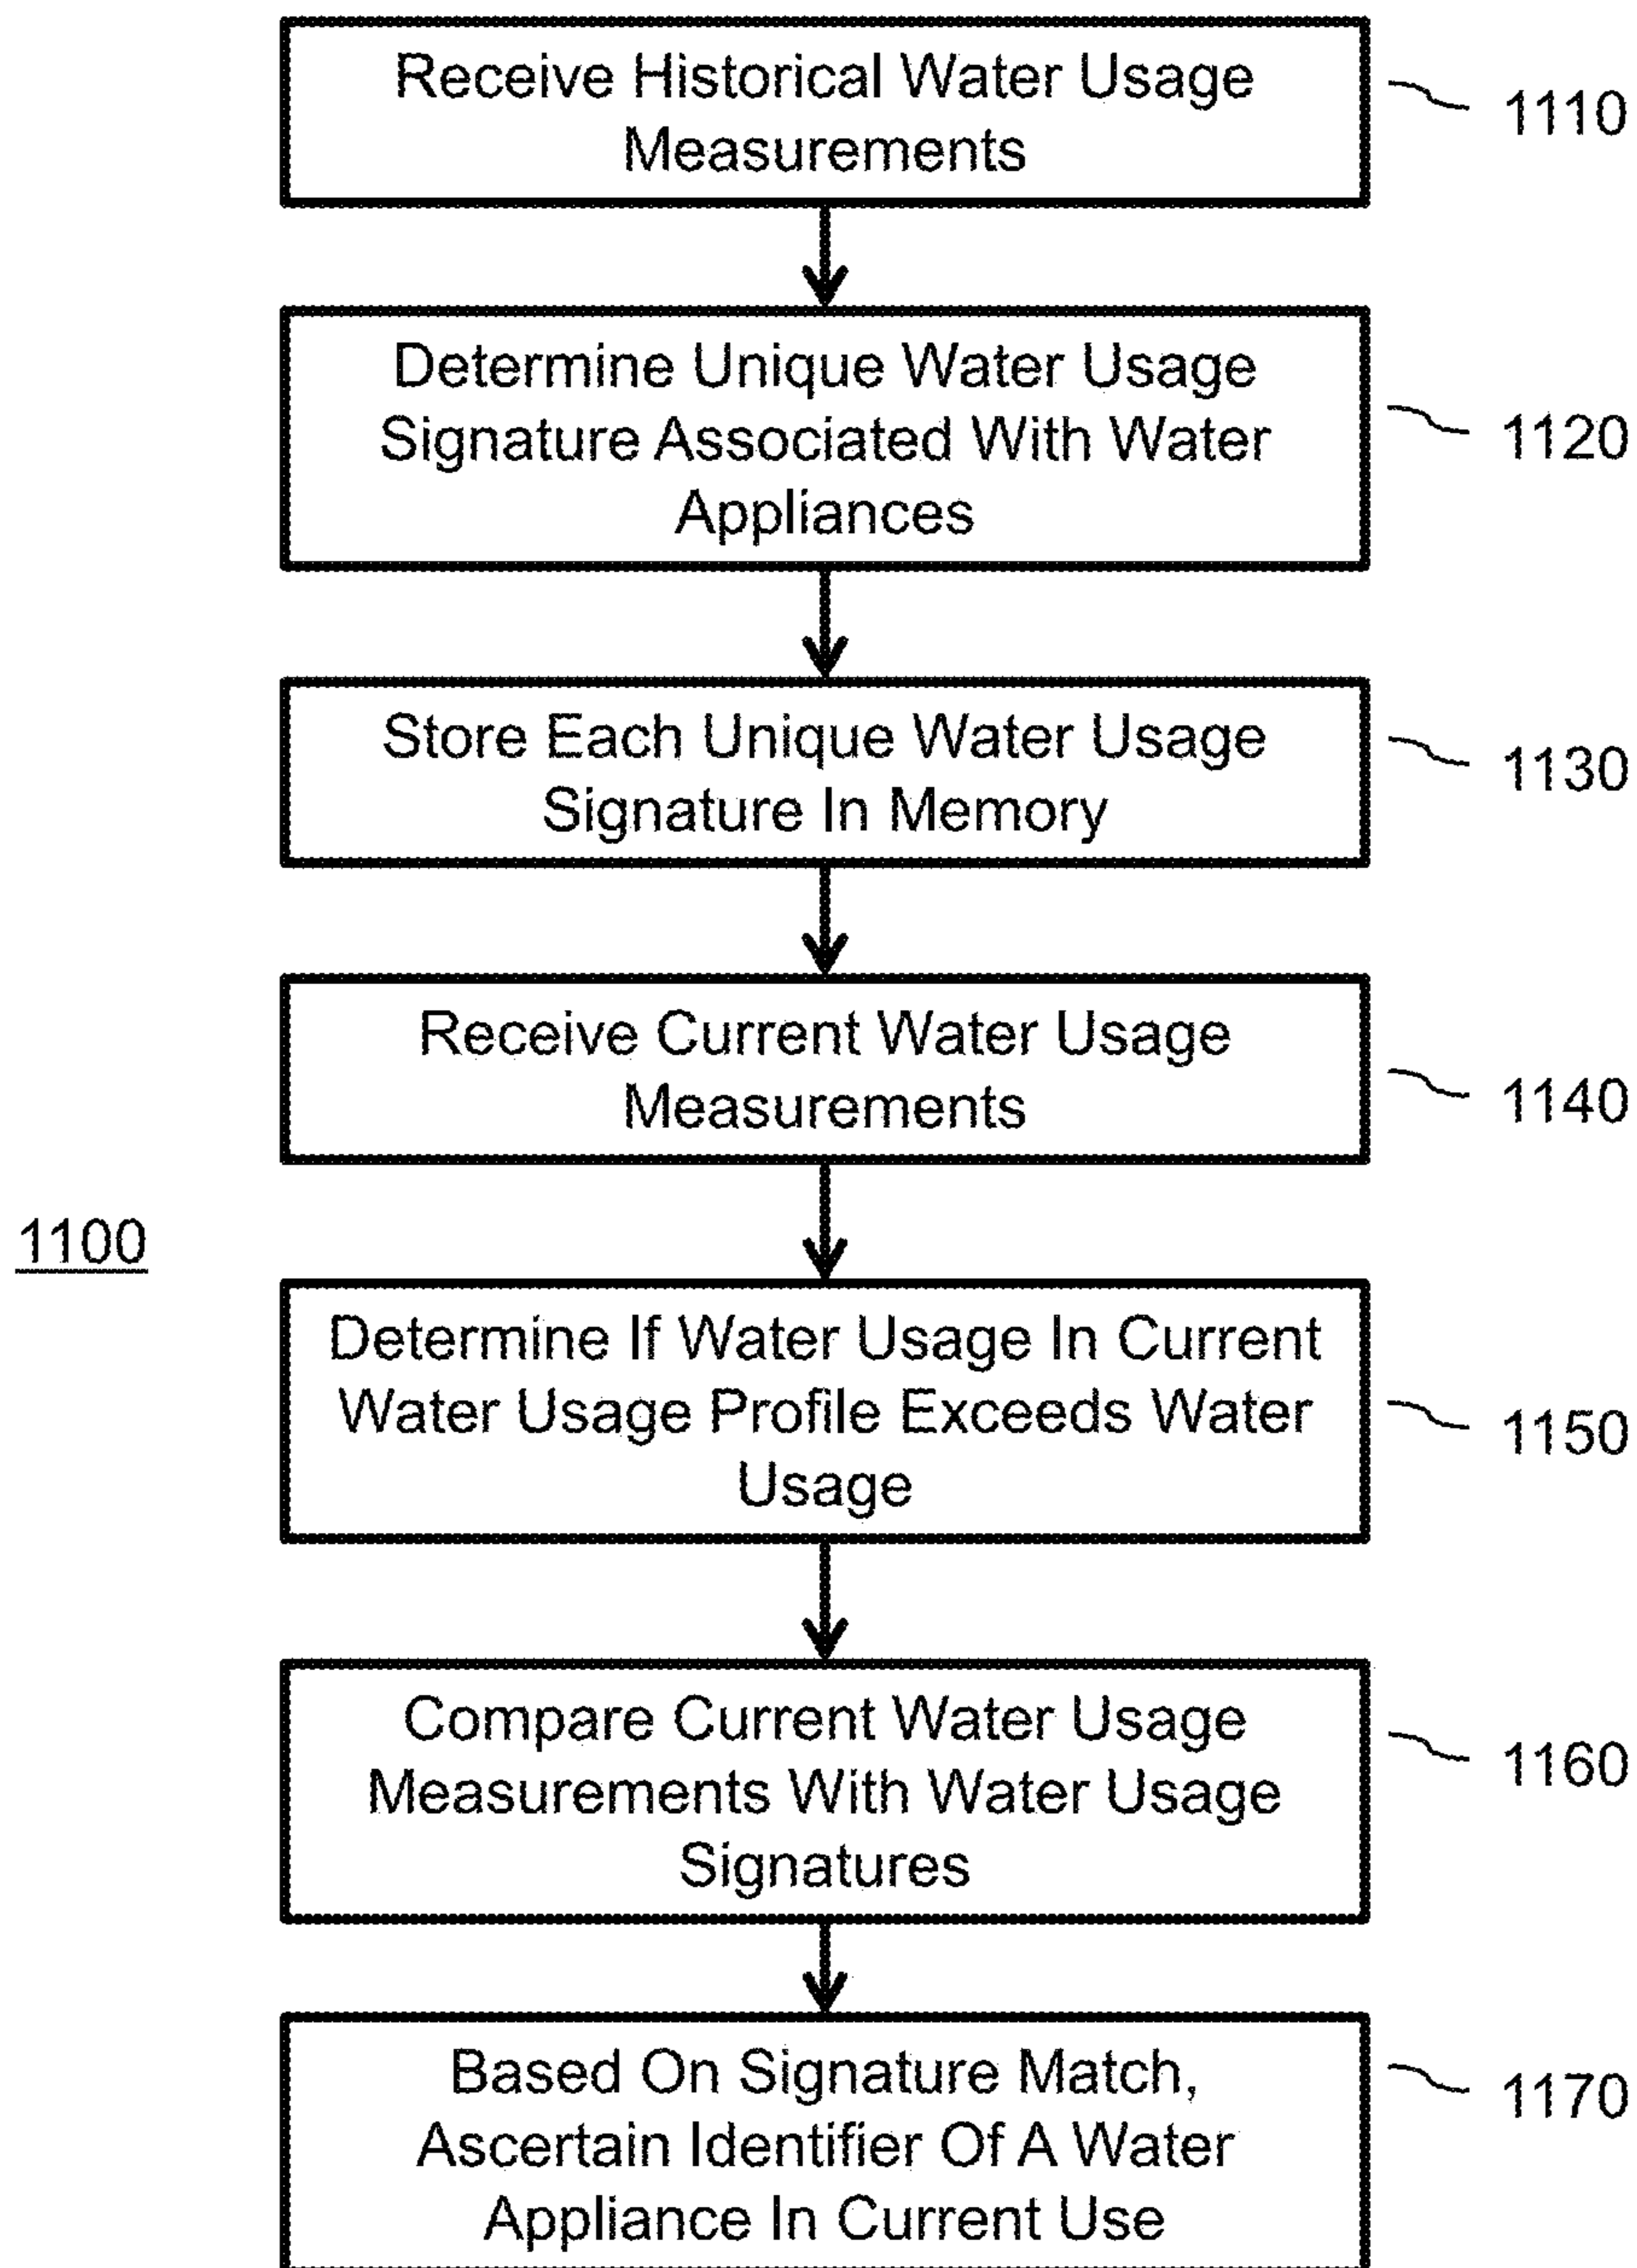 Receive Historical Water Usage
Measurements
1110
Determine Unique Water Usage
Signature Associated With Water
Appliances
1120
Store Each Unique Water Usage
Signature In Memory
1130
Receive Current Water Usage
Measurements
1140
1100
Determine If Water Usage In Current
Water Usage Profile Exceeds Water
Usage
1150
Compare Current Water Usage
Measurements With Water Usage
Signatures
1160
Based On Signature Match,
Ascertain Identifier Of A Water
Appliance In Current Use
1170